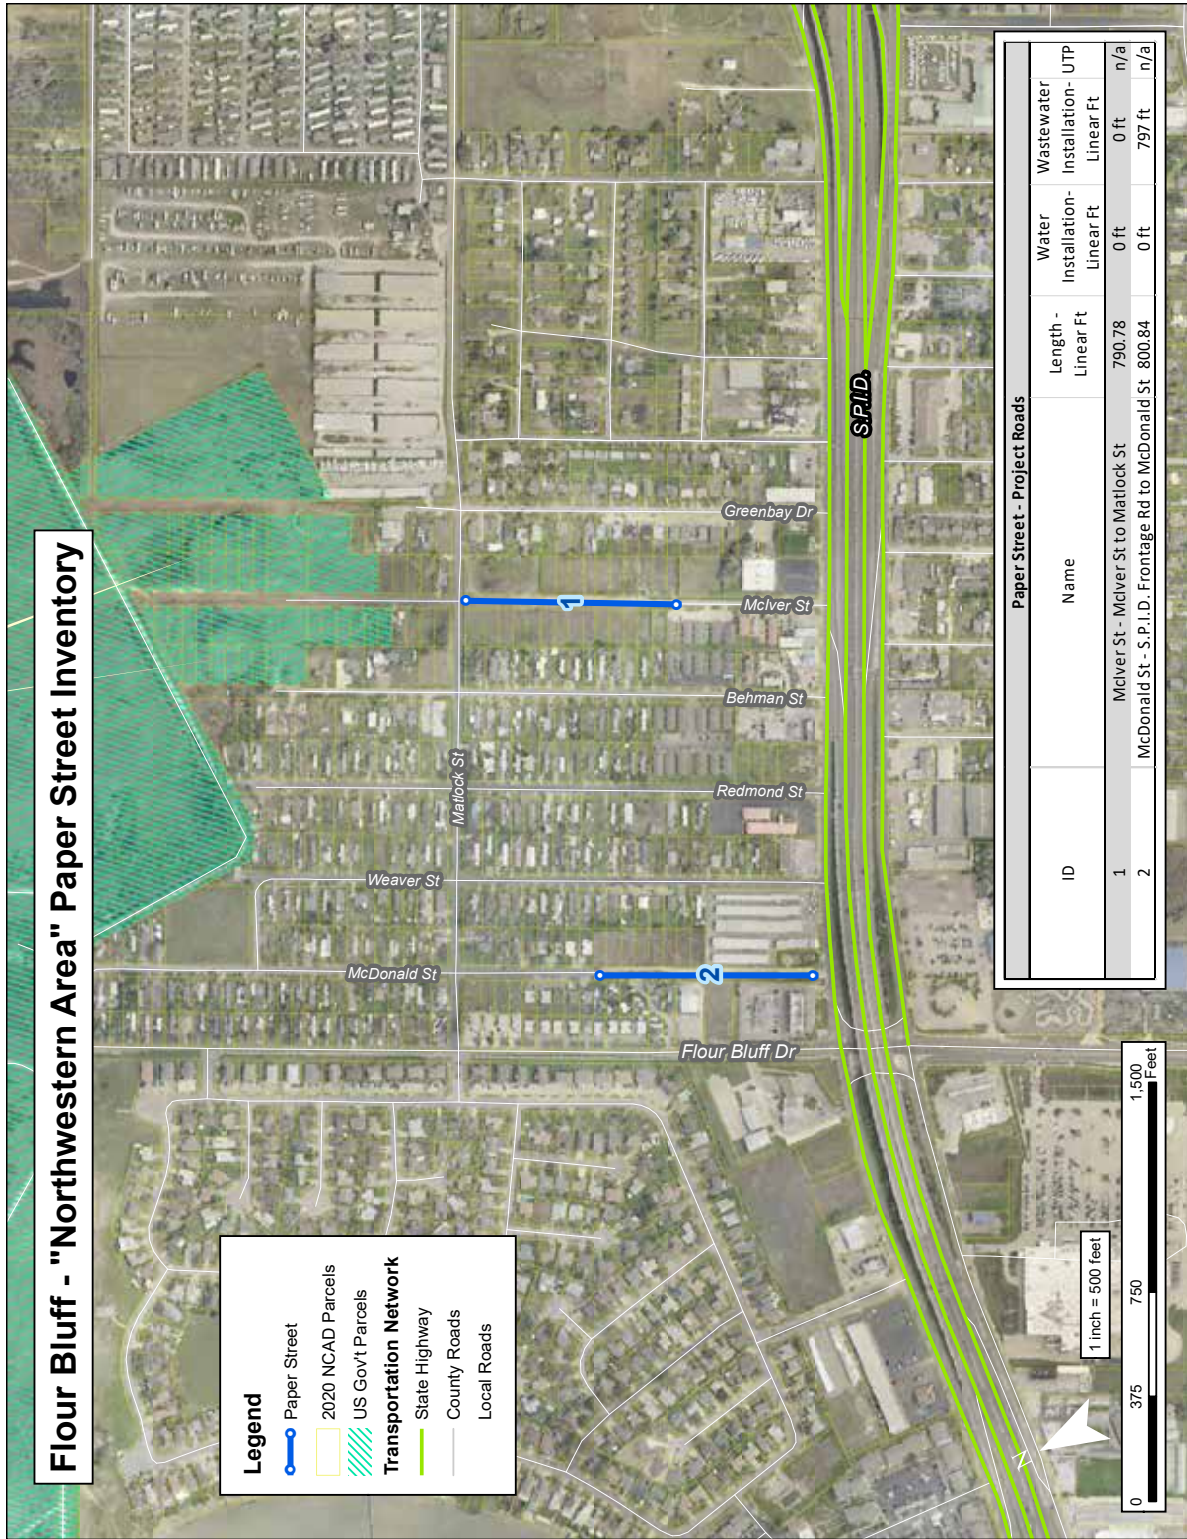 Flour Bluff - "Northwestern Area" Paper Street Inventory
McDonald St
Weaver St
Matlock St
Redmond St
Behman St
McIver St
Greenbay Dr
Flour Bluff Dr
S.P.I.D.
1
2
Legend
Paper Street
2020 NCAD Parcels
US Gov't Parcels
Transportation Network
State Highway
County Roads
Local Roads
N
1 inch = 500 feet
0 375 750 1,500
Feet
Paper Street - Project Roads
ID Name Length - Linear Ft Water Installation- Linear Ft Wastewater Installation- Linear Ft UTP
1 McIver St - McIver St to Matlock St 790.78 0 ft 0 ft n/a
2 McDonald St - S.P.I.D. Frontage Rd to McDonald St 800.84 0 ft 797 ft n/a